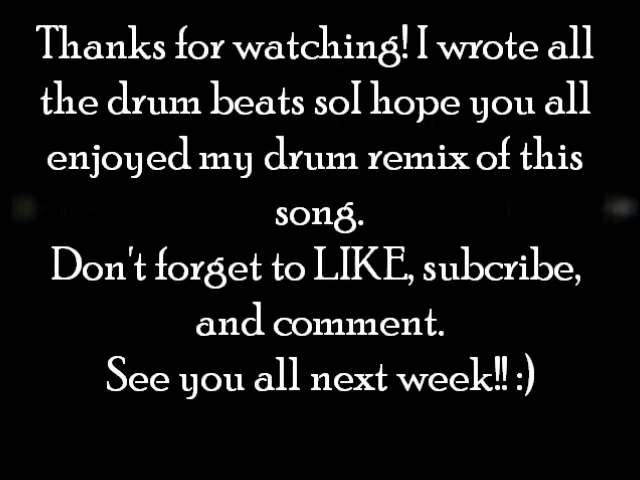 Thanks for watching! I wrote all
the drum beats soI hope you all
enjoyed my drum remix of this
song.
Don't forget to LIKE, subcribe,
and comment.
See you all next week!! :)